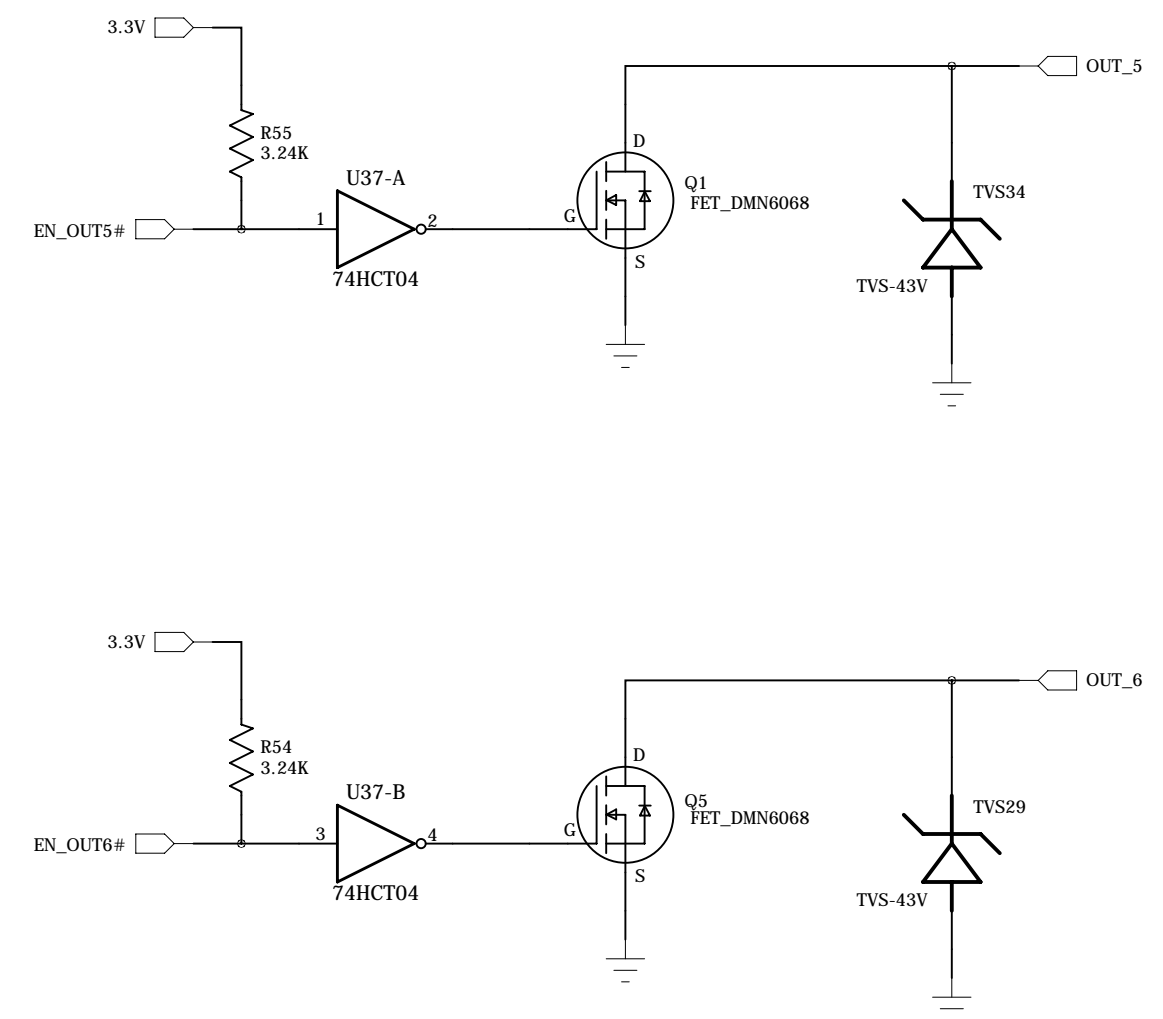 3.3V
OUT_5
R55
3.24K
D
U37-A
Q1
FET_DMN6068
TVS34
EN_OUT5#
1
2
G
S
74HCT04
TVS-43V
3.3V
OUT_6
R54
3.24K
D
U37-B
Q5
FET_DMN6068
TVS29
EN_OUT6#
3
4
G
S
74HCT04
TVS-43V